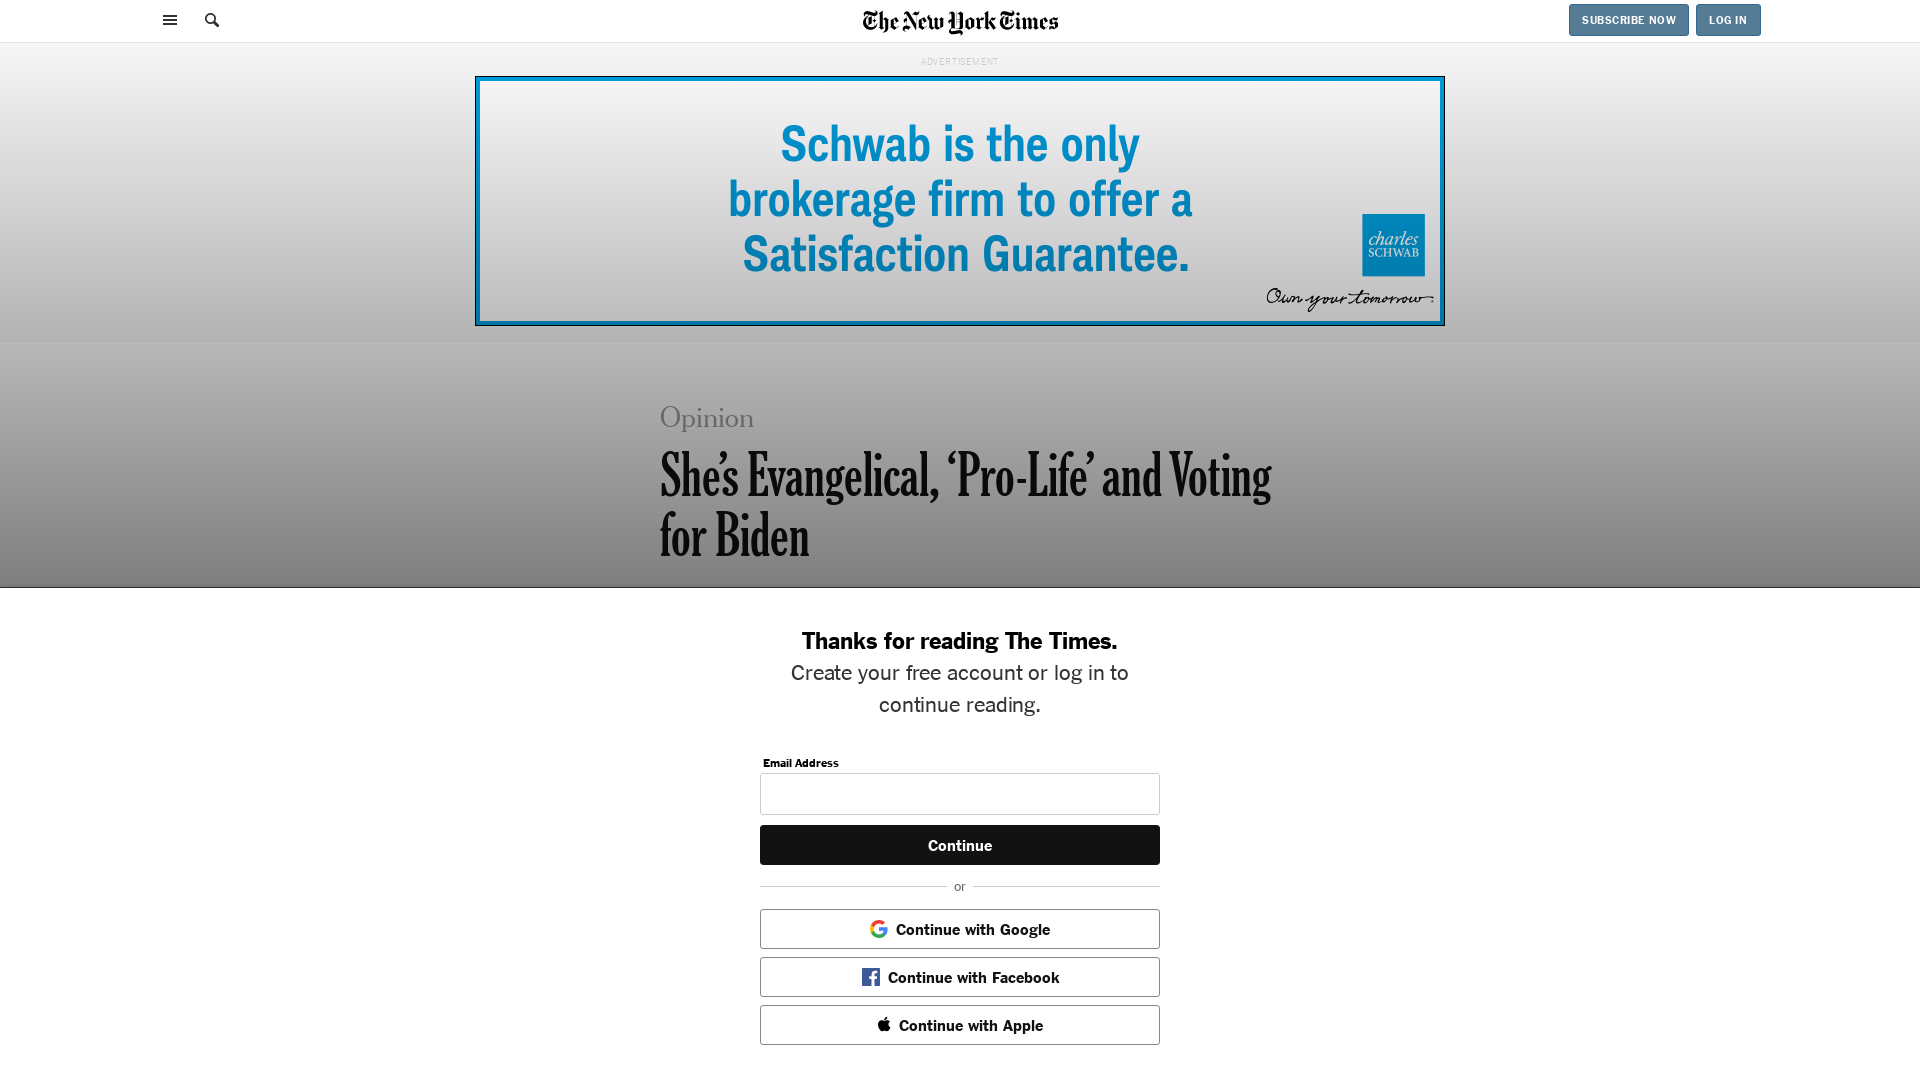 The New York Times
SUBSCRIBE NOW
LOG IN
ADVERTISEMENT
Schwab is the only
brokerage firm to offer a
Satisfaction Guarantee.
charles
SCHWAB
Own your tomorrow
Opinion
She’s Evangelical, ‘Pro-Life’ and Voting
for Biden
Thanks for reading The Times.
Create your free account or log in to
continue reading.
Email Address
Continue
or
Continue with Google
Continue with Facebook
Continue with Apple